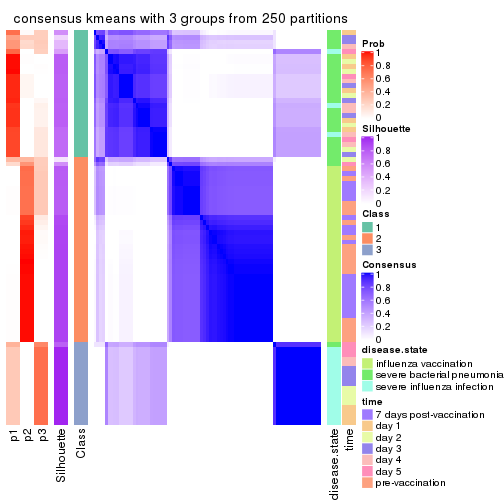 consensus kmeans with 3 groups from 250 partitions
Prob
1
0.8
0.6
0.4
0.2
0
Silhouette
1
0.8
0.6
0.4
0.2
0
Class
1
2
3
Consensus
1
0.8
0.6
0.4
0.2
0
disease.state
influenza vaccination
severe bacterial pneumonia
severe influenza infection
time
7 days post-vaccination
day 1
day 2
day 3
day 4
day 5
pre-vaccination
p1
p2
p3
Silhouette
Class
disease.state
time